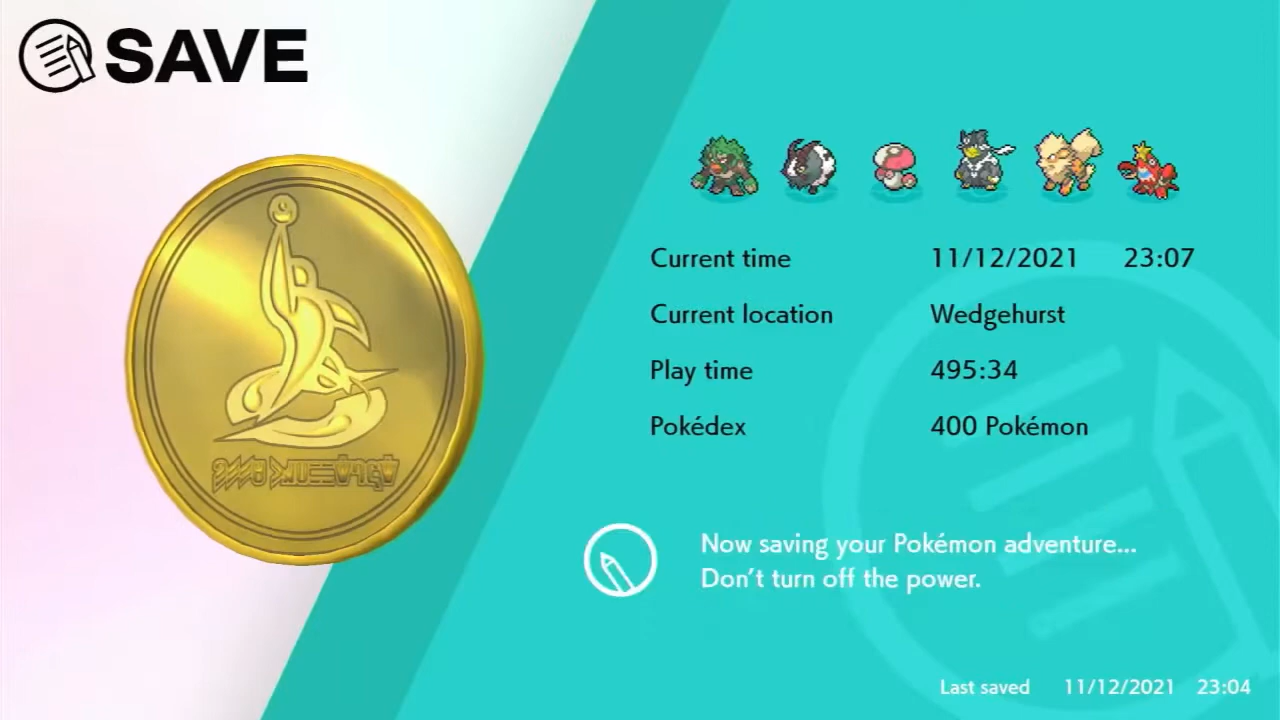 SAVE
Current time 11/12/2021 23:07
Current location Wedgehurst
Play time 495:34
Pokédex 400 Pokémon
Now saving your Pokémon adventure...
Don't turn off the power.
Last saved 11/12/2021 23:04